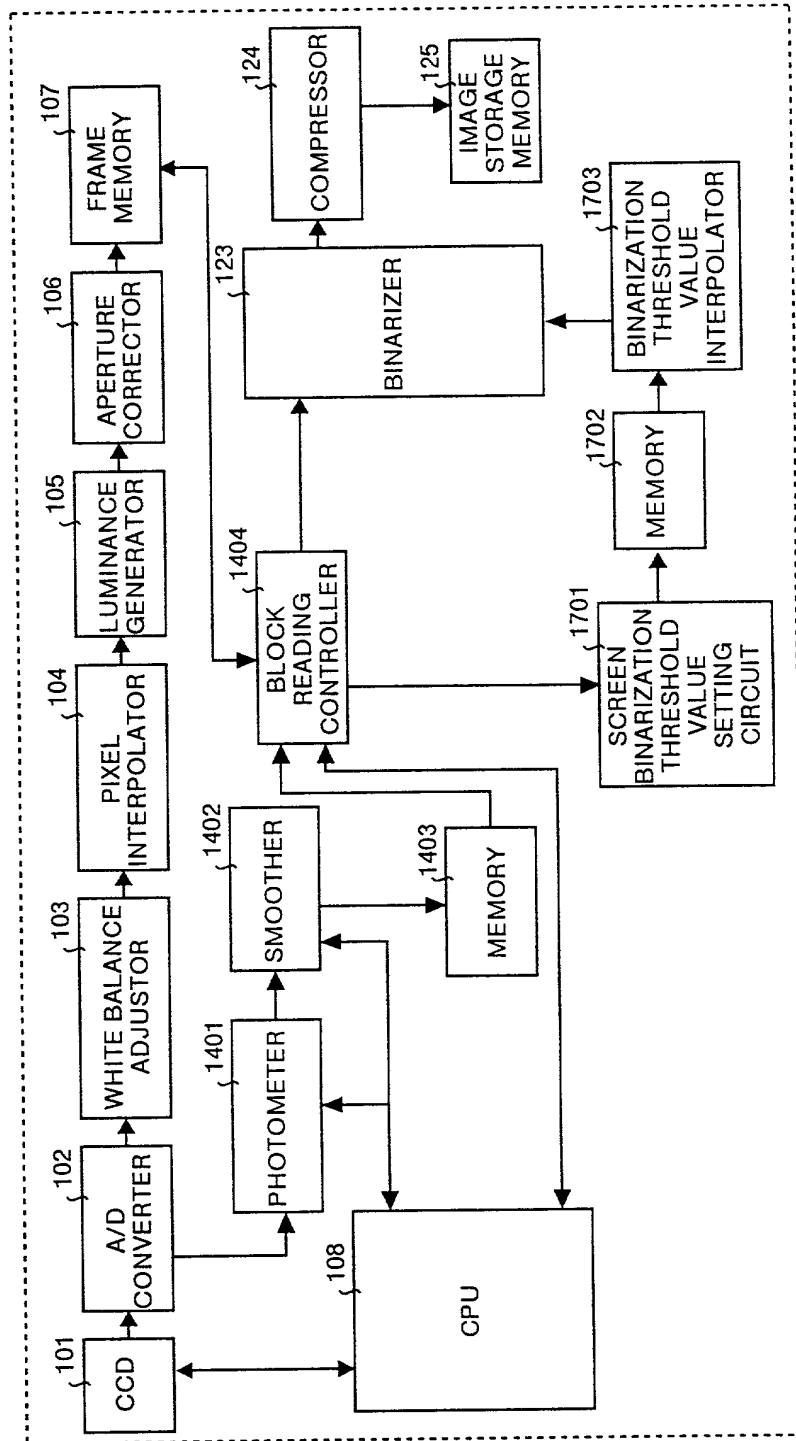 101
CCD
102
A/D
CONVERTER
103
WHITE BALANCE
ADJUSTOR
104
PIXEL
INTERPOLATOR
105
LUMINANCE
GENERATOR
106
APERTURE
CORRECTOR
107
FRAME
MEMORY
108
CPU
1401
PHOTOMETER
1402
SMOOTHER
1403
MEMORY
1404
BLOCK
READING
CONTROLLER
123
BINARIZER
124
COMPRESSOR
125
IMAGE
STORAGE
MEMORY
1701
SCREEN
BINARIZATION
THRESHOLD
VALUE
SETTING
CIRCUIT
1702
MEMORY
1703
BINARIZATION
THRESHOLD
VALUE
INTERPOLATOR